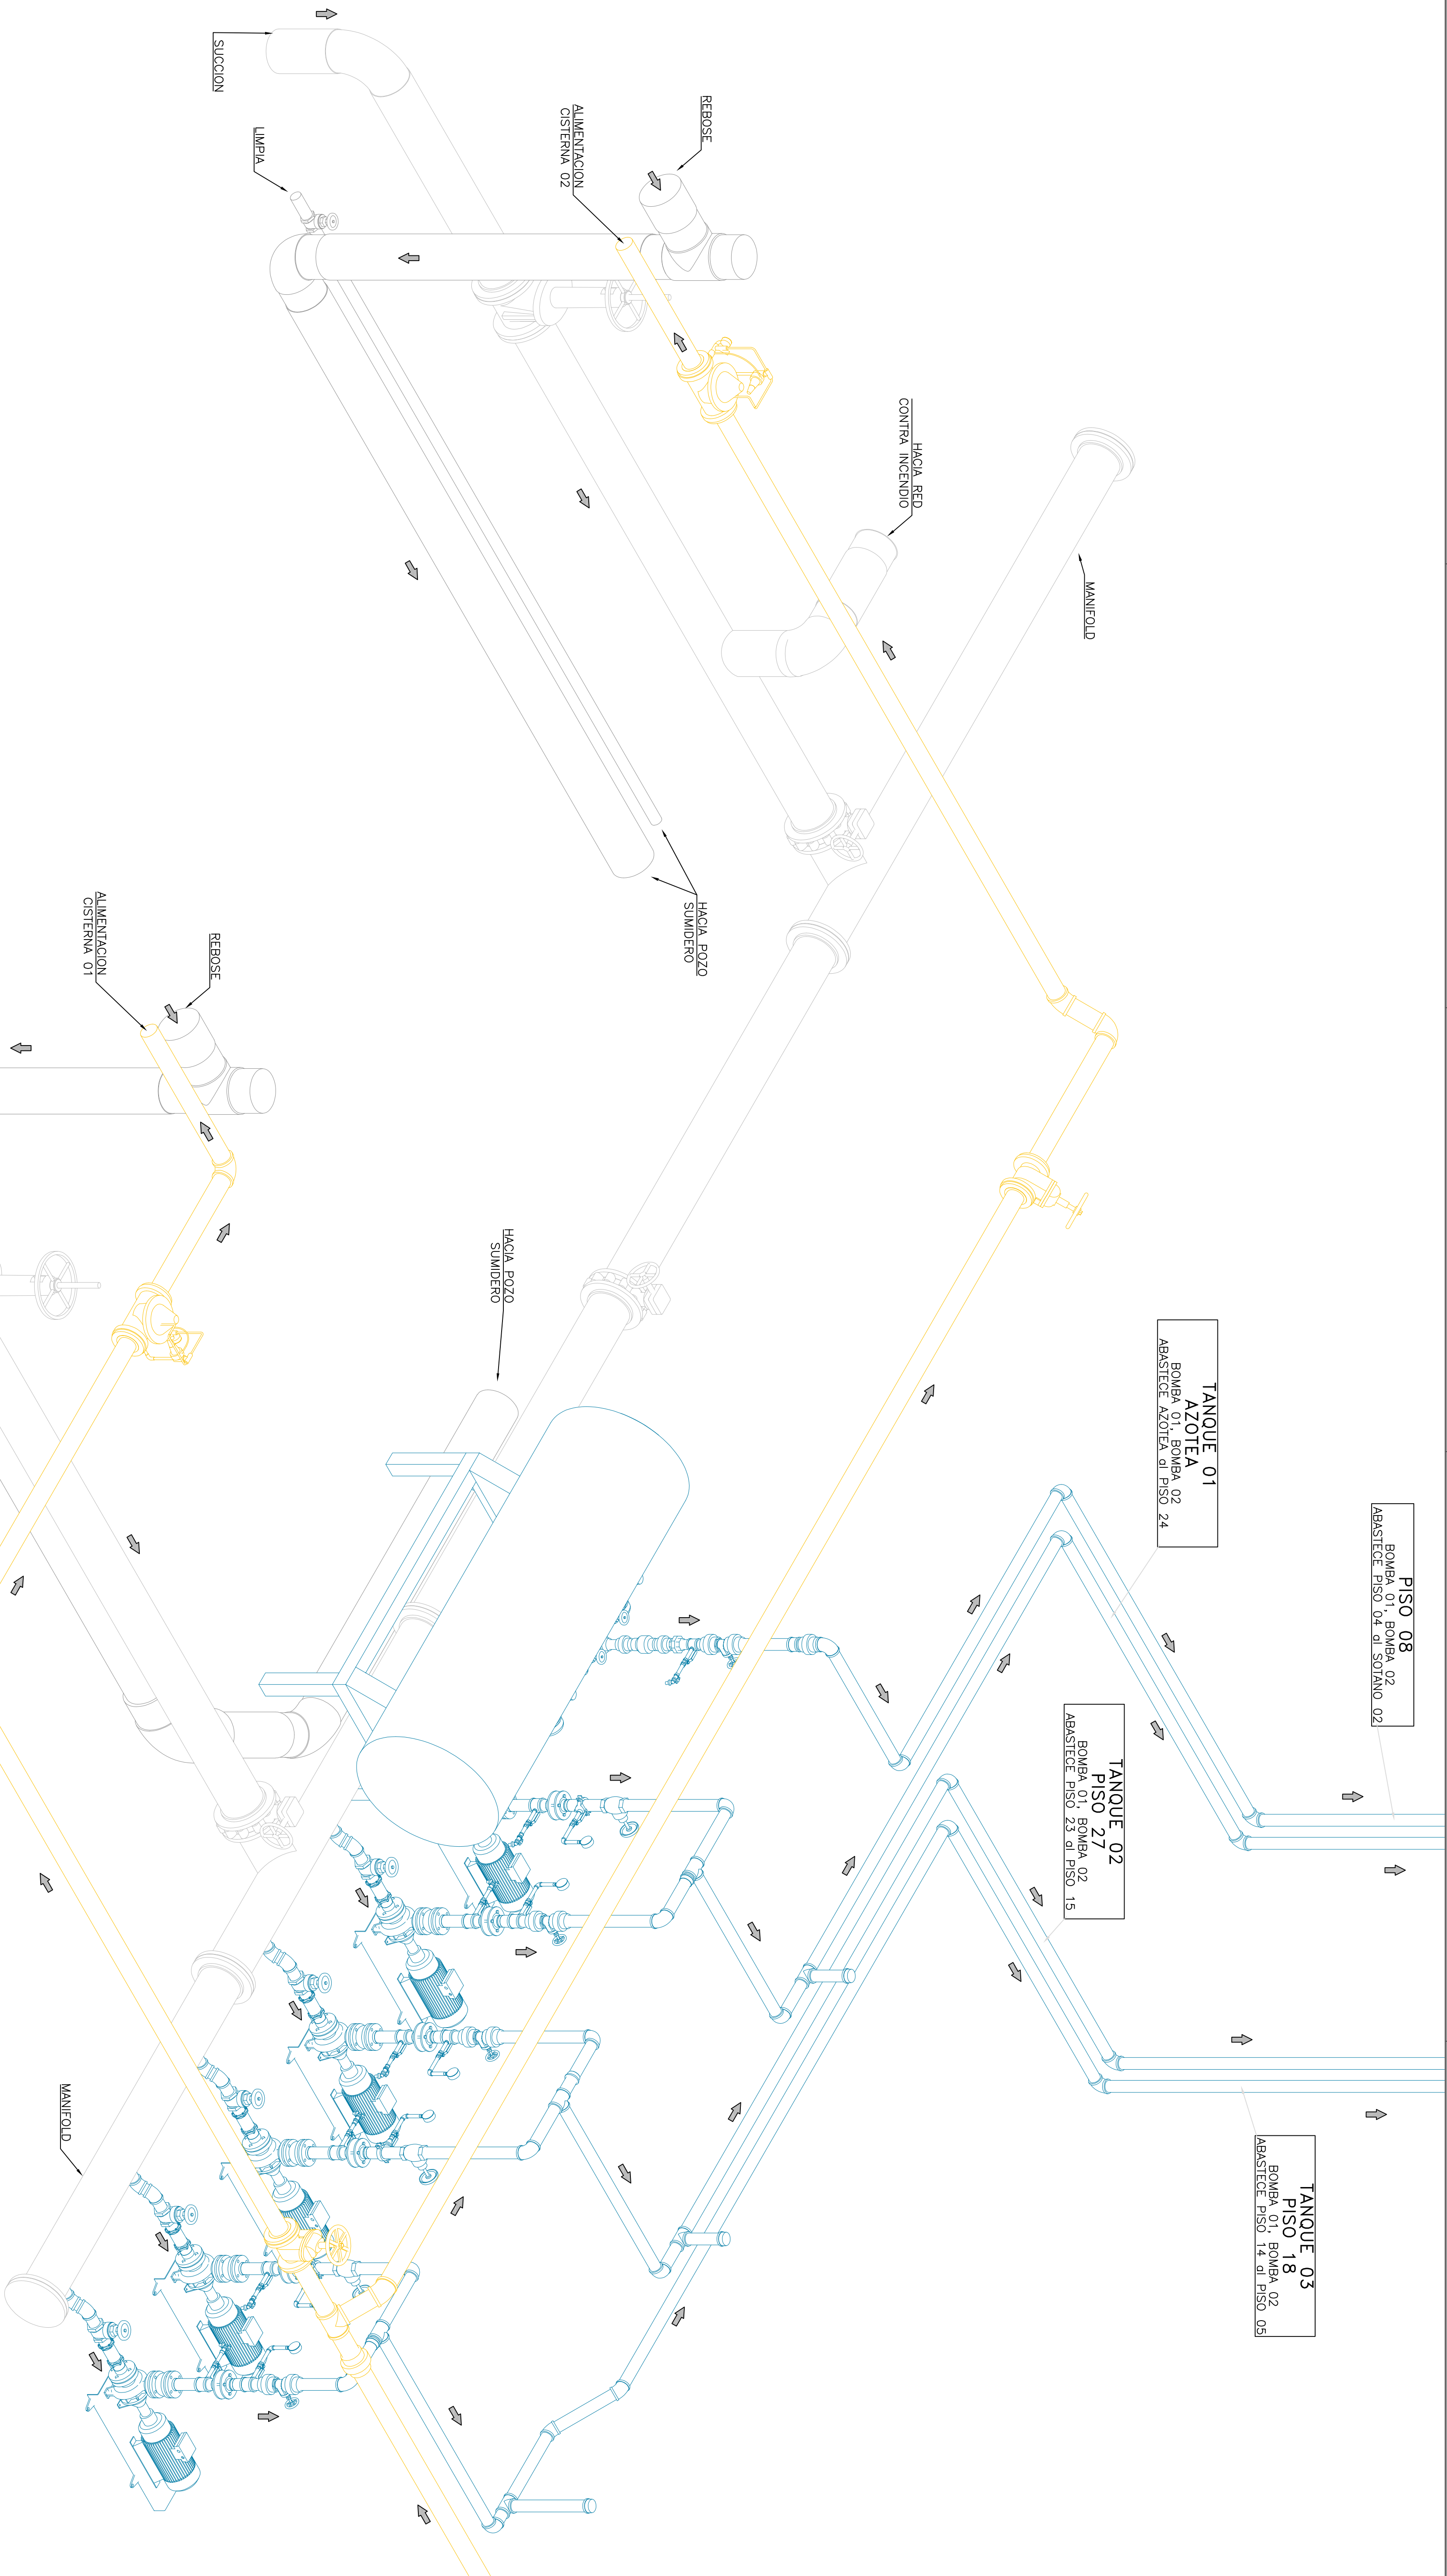 SUCCION
LIMPIA
ALIMENTACION
CISTERNA 02
REBOSE
HACIA RED
CONTRA INCENDIO
MANIFOLD
HACIA POZO
SUMIDERO
ALIMENTACION
CISTERNA 01
REBOSE
HACIA POZO
SUMIDERO
TANQUE 01
AZOTEA
BOMBA 01, BOMBA 02
ABASTECE AZOTEA al PISO 24
PISO 08
BOMBA 01, BOMBA 02
ABASTECE PISO 04 al SOTANO 02
TANQUE 02
PISO 27
BOMBA 01, BOMBA 02
ABASTECE PISO 23 al PISO 15
TANQUE 03
PISO 18
BOMBA 01, BOMBA 02
ABASTECE PISO 14 al PISO 05
MANIFOLD